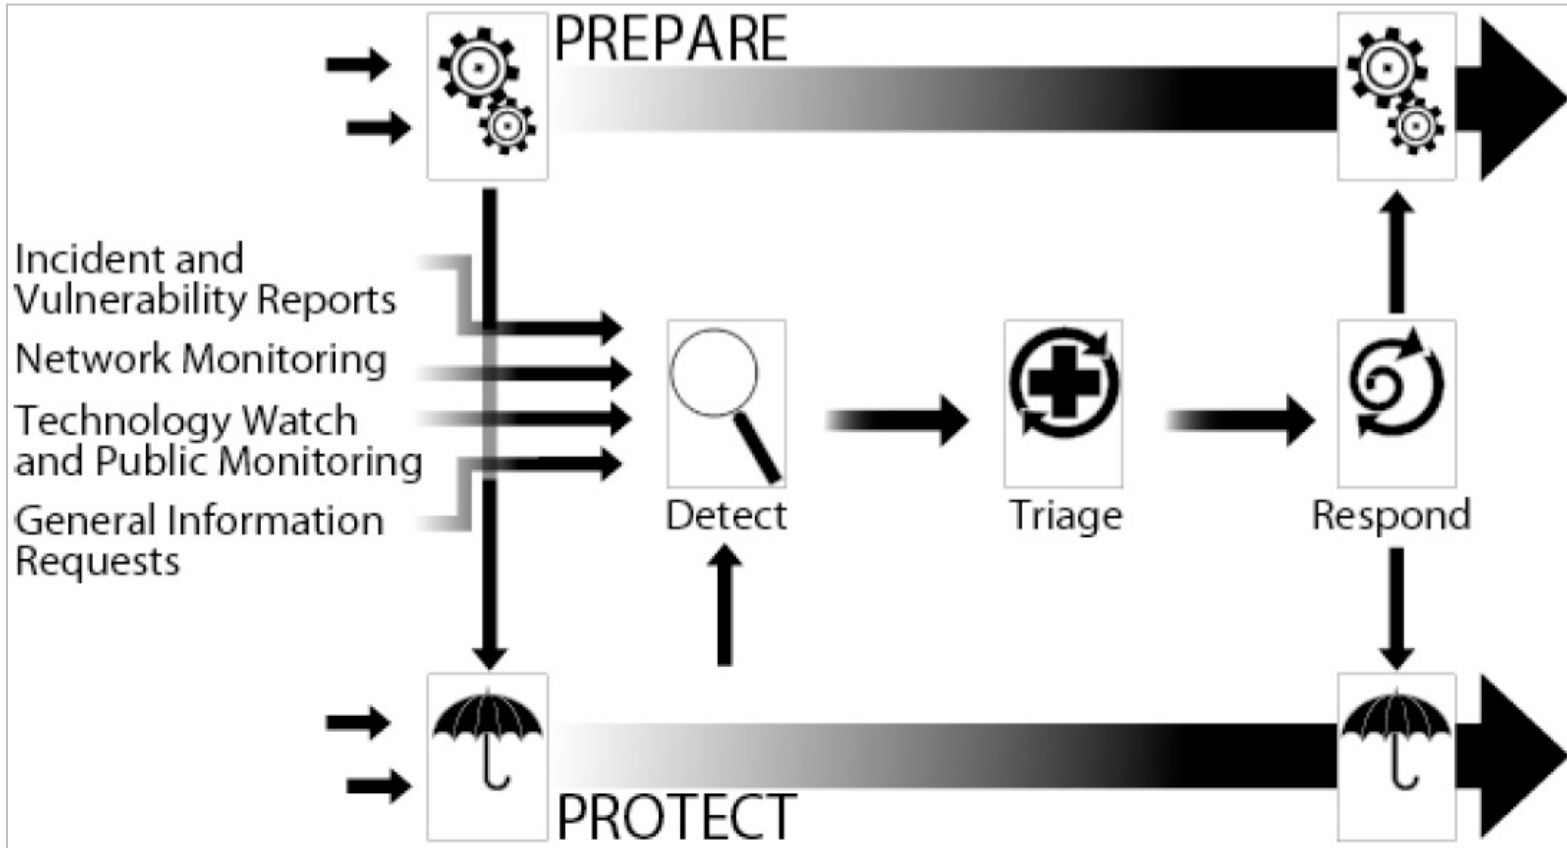 PREPARE
Incident and
Vulnerability Reports
Network Monitoring
Technology Watch
and Public Monitoring
General Information
Requests
Detect
Triage
Respond
PROTECT